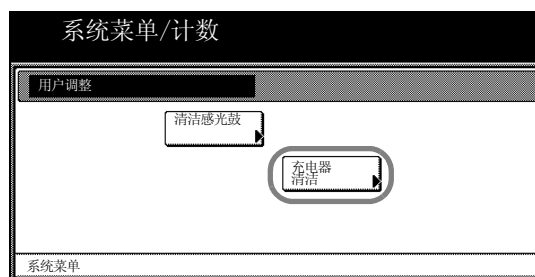 系统菜单/计数
用户调整
清洁感光鼓
充电器
清洁
系统菜单